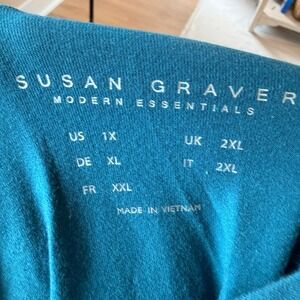 SUSAN GRAVER
MODERN ESSENTIALS
US 1X UK 2XL
DE XL IT 2XL
FR XXL
MADE IN VIETNAM